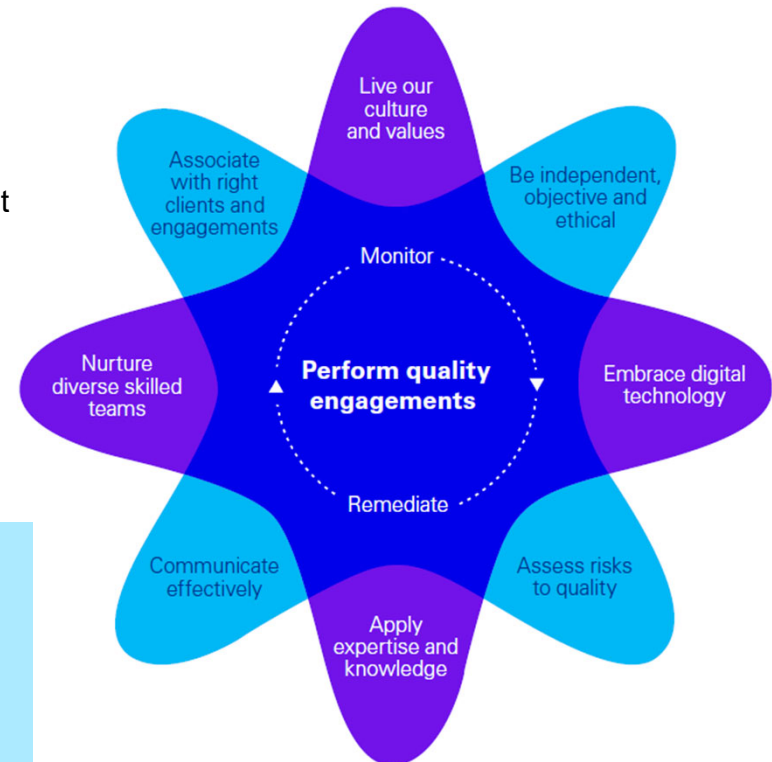 Live our
culture
and values
Associate
with right
clients and
engagements
Be independent,
objective and
ethical
t
Monitor
Nurture
diverse skilled
teams
Perform quality
engagements
Embrace digital
technology
Remediate
Communicate
effectively
Assess risks
to quality
Apply
expertise and
knowledge